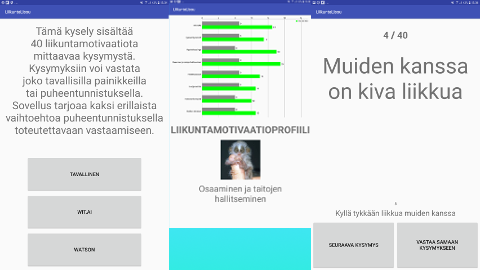 Liikuntastressi
Tämä kysely sisältää
40 liikuntamotivaatiota
mittaavaa kysymystä.
Kysymyksiin voi vastata
joko tavallisilla painikkeilla
tai puheentunnistuksella.
Sovellus tarjoaa kaksi erillaista
vaihtoehtoa puheentunnistuksella
toteutettavaan vastaamiseen.
TAVALLINEN
WIT.AI
WATSON
LIIKUNTAMOTIVAATIOPROFIILI
Osaaminen ja taitojen
hallitseminen
4 / 40
Muiden kanssa
on kiva liikkua
Kyllä tykkään liikkua muiden kanssa
SEURAAVA KYSYMYS
VASTAA SAMAAN
KYSYMYKSEEN